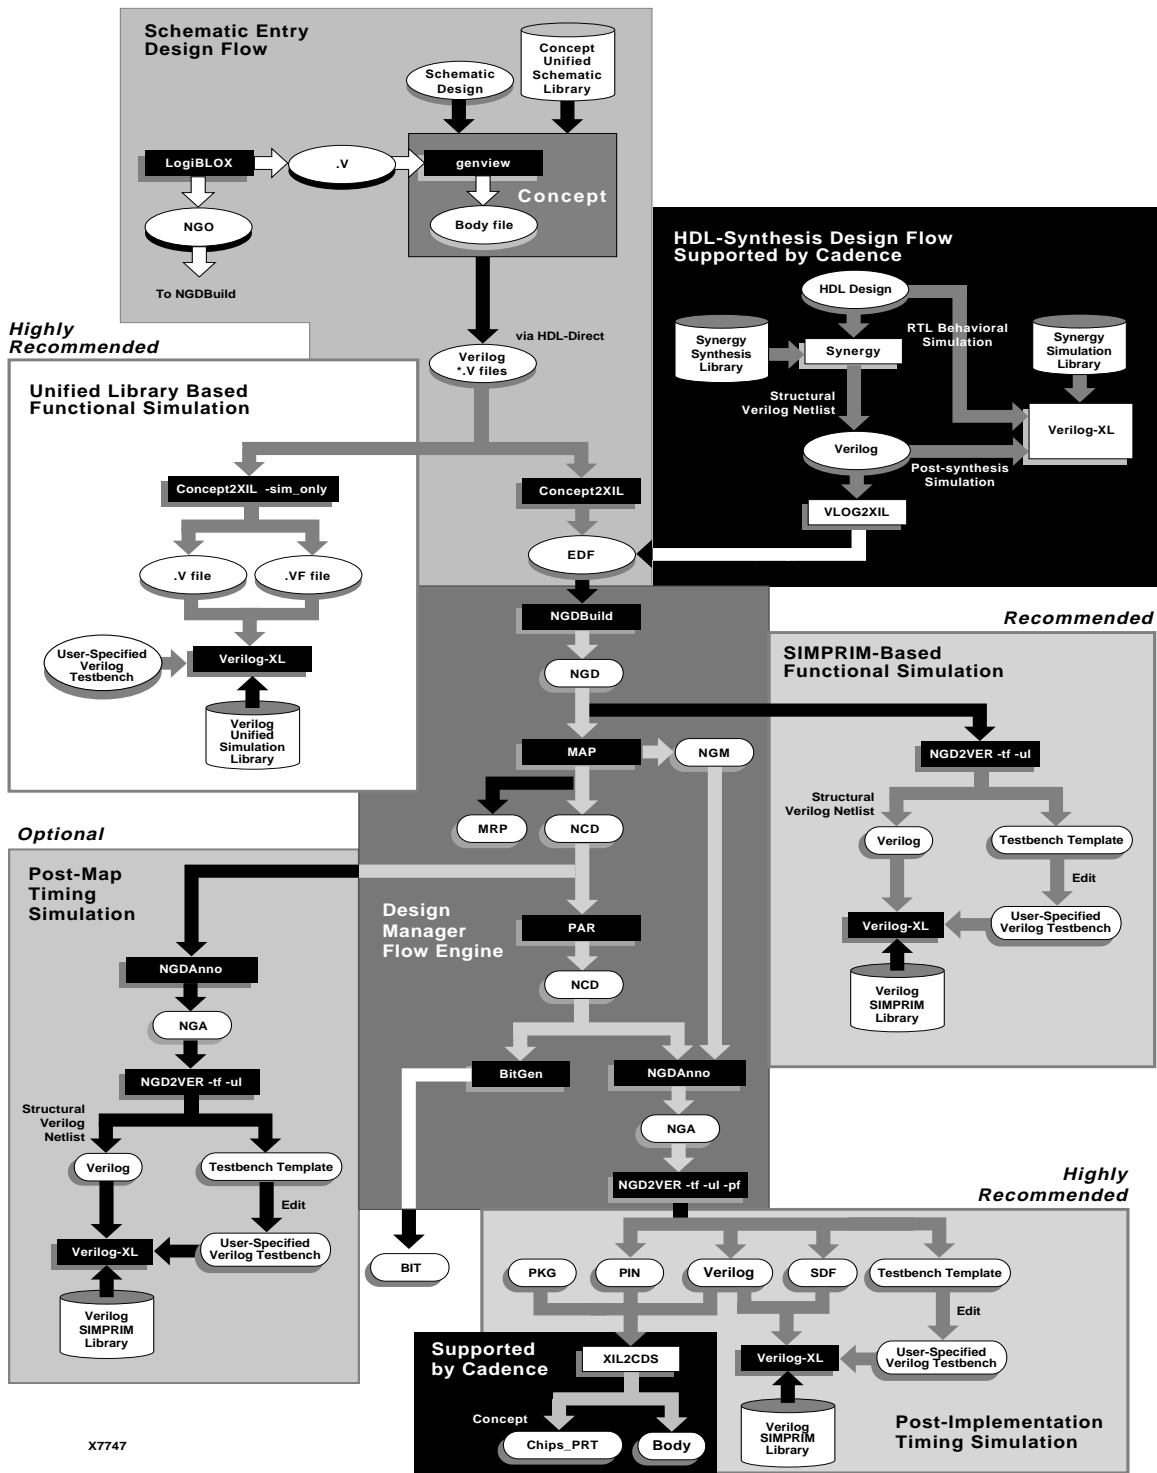 Schematic Entry
Design Flow
Concept
Unified
Schematic
Library
Schematic
Design
LogiBLOX
.V
genview
Concept
NGO
Body file
To NGDBuild
via HDL-Direct
Verilog
*.V files
HDL-Synthesis Design Flow
Supported by Cadence
HDL Design
RTL Behavioral
Simulation
Synergy
Synthesis
Library
Synergy
Synergy
Simulation
Library
Structural
Verilog Netlist
Verilog-XL
Verilog
Post-synthesis
Simulation
VLOG2XIL
Highly
Recommended
Unified Library Based
Functional Simulation
Concept2XIL -sim_only
Concept2XIL
.V file
.VF file
EDF
User-Specified
Verilog
Testbench
Verilog-XL
Verilog
Unified
Simulation
Library
NGDBuild
NGD
MAP
NGM
MRP
NCD
Design
Manager
Flow Engine
PAR
NCD
BitGen
NGDAnno
NGA
NGD2VER -tf -ul -pf
BIT
Recommended
SIMPRIM-Based
Functional Simulation
NGD2VER -tf -ul
Structural
Verilog Netlist
Verilog
Testbench Template
Edit
Verilog-XL
User-Specified
Verilog Testbench
Verilog
SIMPRIM
Library
Optional
Post-Map
Timing
Simulation
NGDAnno
NGA
NGD2VER -tf -ul
Structural
Verilog
Netlist
Verilog
Testbench Template
Edit
Verilog-XL
User-Specified
Verilog Testbench
Verilog
SIMPRIM
Library
Highly
Recommended
PKG
PIN
Verilog
SDF
Testbench Template
Edit
Supported
by Cadence
XIL2CDS
Verilog-XL
User-Specified
Verilog Testbench
Concept
Chips_PRT
Body
Verilog
SIMPRIM
Library
Post-Implementation
Timing Simulation
X7747